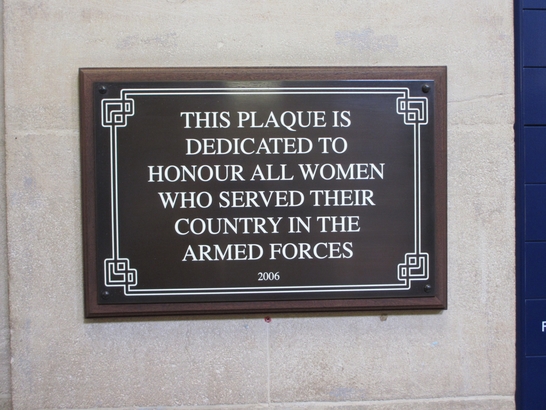 THIS PLAQUE IS
DEDICATED TO
HONOUR ALL WOMEN
WHO SERVED THEIR
COUNTRY IN THE
ARMED FORCES
2006